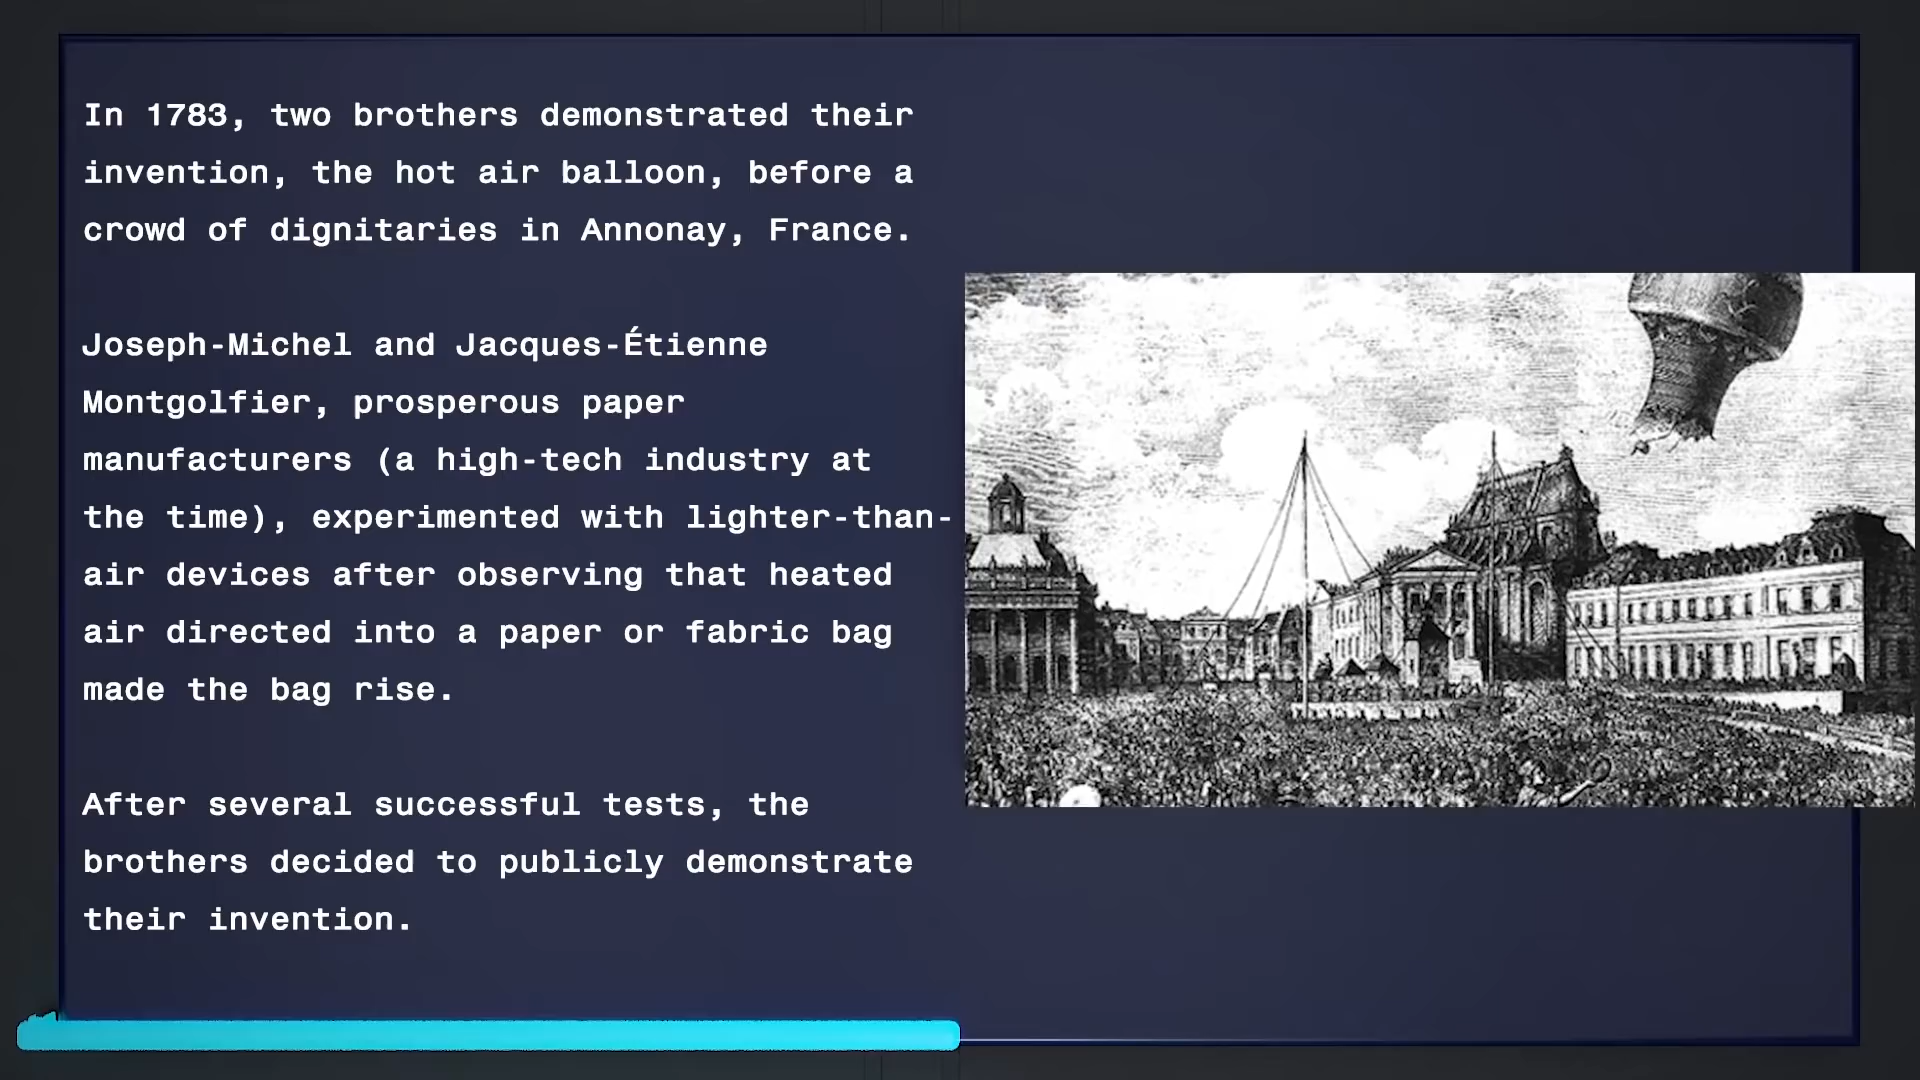 In 1783, two brothers demonstrated their
invention, the hot air balloon, before a
crowd of dignitaries in Annonay, France.
Joseph-Michel and Jacques-Étienne
Montgolfier, prosperous paper
manufacturers (a high-tech industry at
the time), experimented with lighter-than-
air devices after observing that heated
air directed into a paper or fabric bag
made the bag rise.
After several successful tests, the
brothers decided to publicly demonstrate
their invention.